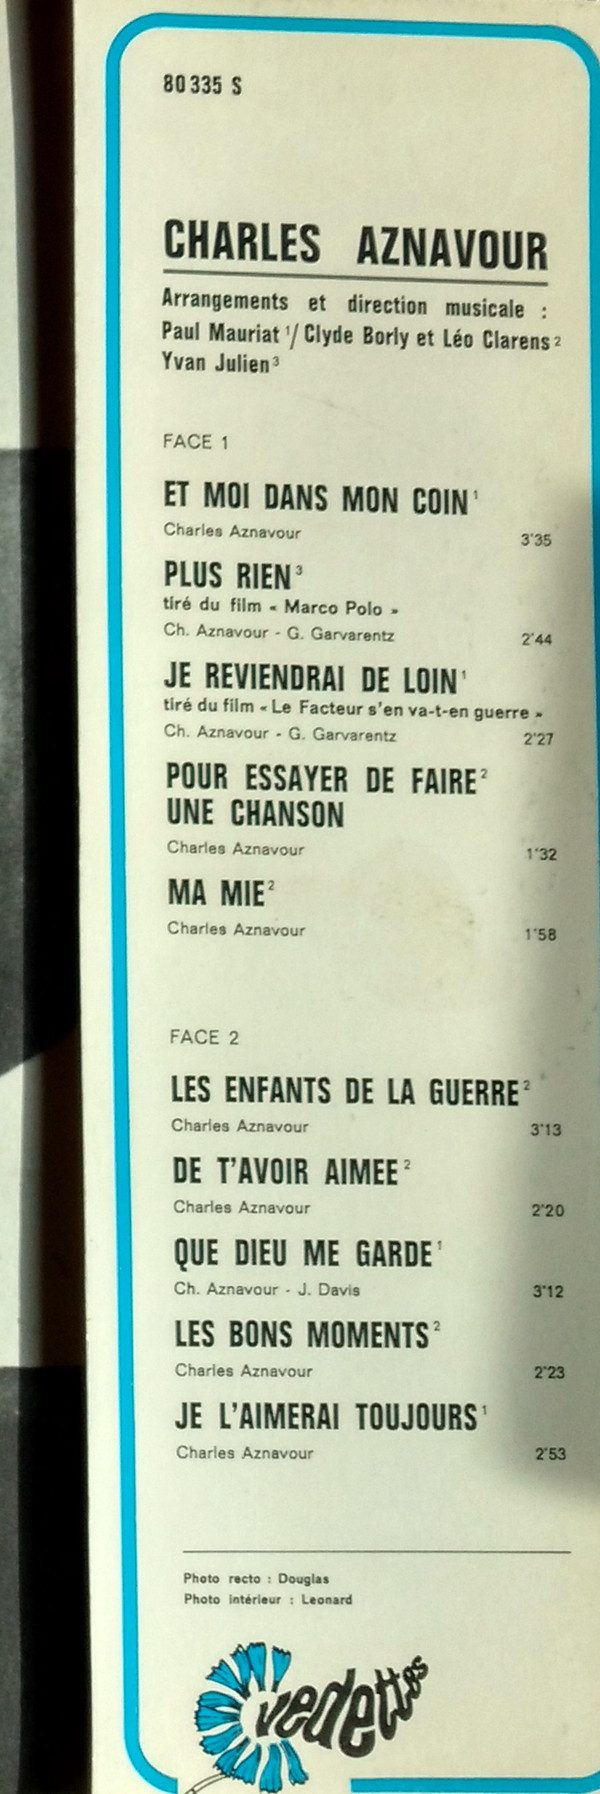 80335 S
CHARLES AZNAVOUR
Arrangements et direction musicale :
Paul Mauriat ¹/ Clyde Borly et Léo Clarens ²
Yvan Julien ³
FACE 1
ET MOI DANS MON COIN ¹
Charles Aznavour 3'35
PLUS RIEN ³
tiré du film « Marco Polo »
Ch. Aznavour - G. Garvarentz 2'44
JE REVIENDRAI DE LOIN ¹
tiré du film « Le Facteur s'en va-t-en guerre »
Ch. Aznavour - G. Garvarentz 2'27
POUR ESSAYER DE FAIRE ²
UNE CHANSON
Charles Aznavour 1'32
MA MIE ²
Charles Aznavour 1'58
FACE 2
LES ENFANTS DE LA GUERRE ²
Charles Aznavour 3'13
DE T'AVOIR AIMEE ²
Charles Aznavour 2'20
QUE DIEU ME GARDE ¹
Ch. Aznavour - J. Davis 3'12
LES BONS MOMENTS ²
Charles Aznavour 2'23
JE L'AIMERAI TOUJOURS ¹
Charles Aznavour 2'53
Photo recto : Douglas
Photo intérieur : Leonard
vedettes